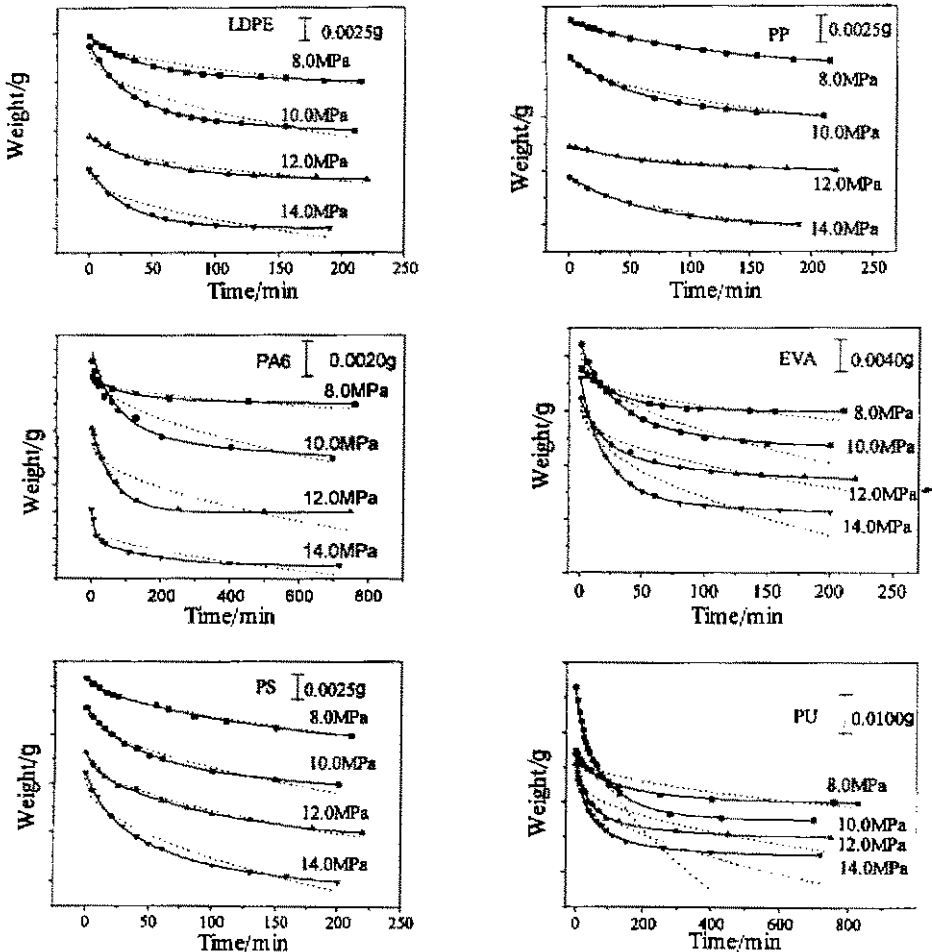 LDPE
0.0025g
8.0MPa
10.0MPa
12.0MPa
14.0MPa
Weight/g
0 50 100 150 200 250
Time/min
PP
0.0025g
8.0MPa
10.0MPa
12.0MPa
14.0MPa
Weight/g
0 50 100 150 200 250
Time/min
PA6
0.0020g
8.0MPa
10.0MPa
12.0MPa
14.0MPa
Weight/g
0 200 400 600 800
Time/min
EVA
0.0040g
8.0MPa
10.0MPa
12.0MPa
14.0MPa
Weight/g
0 50 100 150 200 250
Time/min
PS
0.0025g
8.0MPa
10.0MPa
12.0MPa
14.0MPa
Weight/g
0 50 100 150 200 250
Time/min
PU
0.0100g
8.0MPa
10.0MPa
12.0MPa
14.0MPa
Weight/g
0 200 400 600 800
Time/min